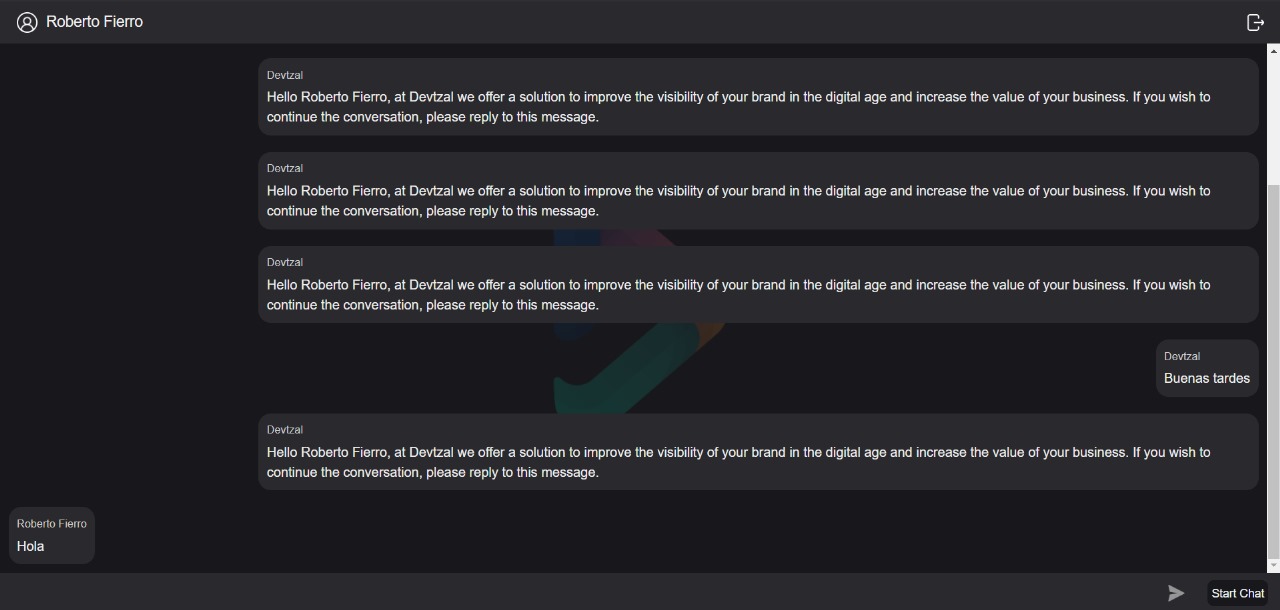 Roberto Fierro
Devtzal
Hello Roberto Fierro, at Devtzal we offer a solution to improve the visibility of your brand in the digital age and increase the value of your business. If you wish to
continue the conversation, please reply to this message.
Devtzal
Hello Roberto Fierro, at Devtzal we offer a solution to improve the visibility of your brand in the digital age and increase the value of your business. If you wish to
continue the conversation, please reply to this message.
Devtzal
Hello Roberto Fierro, at Devtzal we offer a solution to improve the visibility of your brand in the digital age and increase the value of your business. If you wish to
continue the conversation, please reply to this message.
Devtzal
Buenas tardes
Devtzal
Hello Roberto Fierro, at Devtzal we offer a solution to improve the visibility of your brand in the digital age and increase the value of your business. If you wish to
continue the conversation, please reply to this message.
Roberto Fierro
Hola
Start Chat